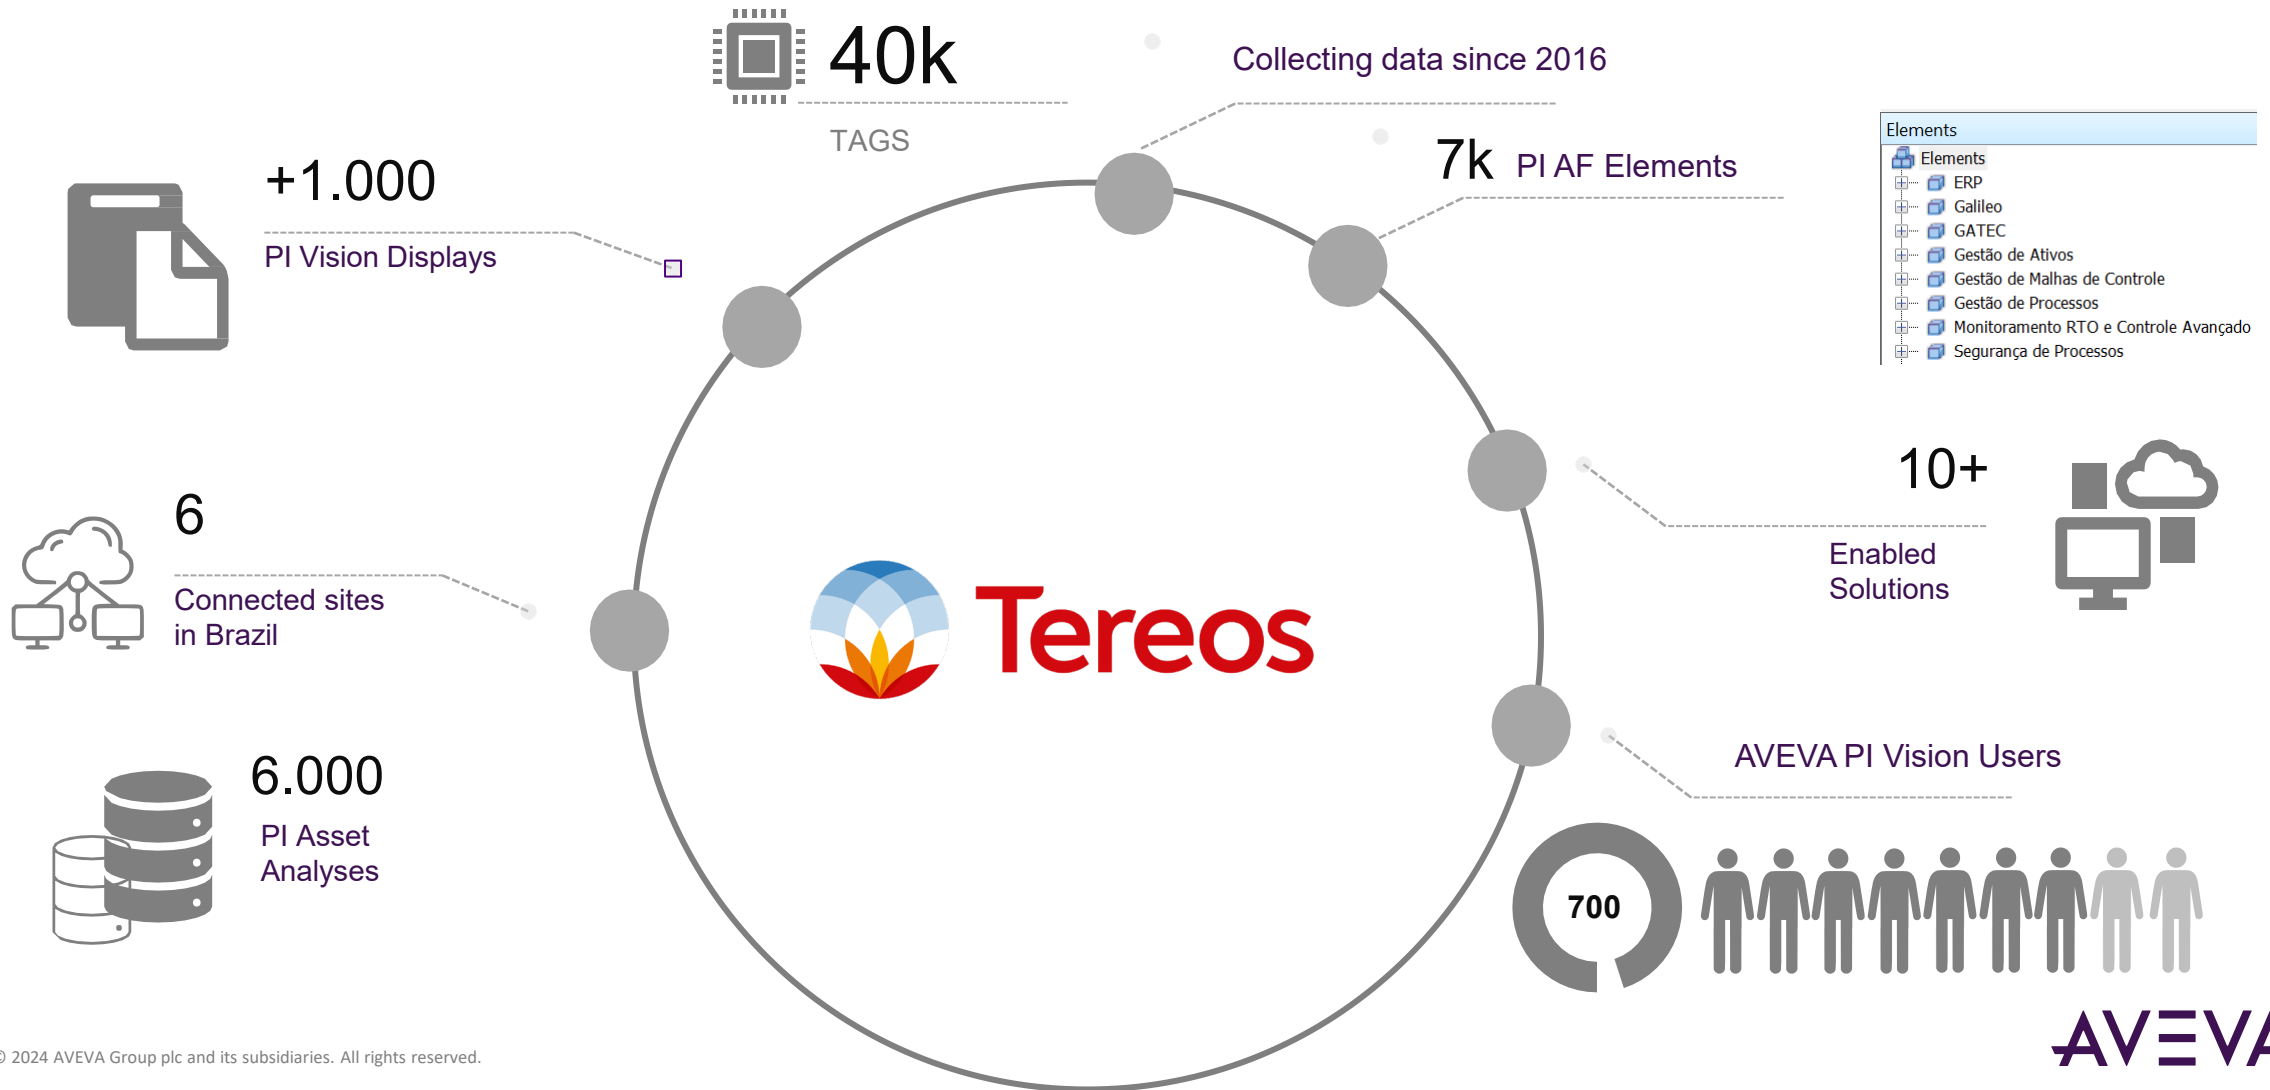 40k
TAGS
Collecting data since 2016
+1.000
PI Vision Displays
7k PI AF Elements
Elements
Elements
ERP
Galileo
GATEC
Gestão de Ativos
Gestão de Malhas de Controle
Gestão de Processos
Monitoramento RTO e Controle Avançado
Segurança de Processos
6
Connected sites
in Brazil
10+
Enabled
Solutions
Tereos
6.000
PI Asset
Analyses
AVEVA PI Vision Users
700
© 2024 AVEVA Group plc and its subsidiaries. All rights reserved.
AVEVA